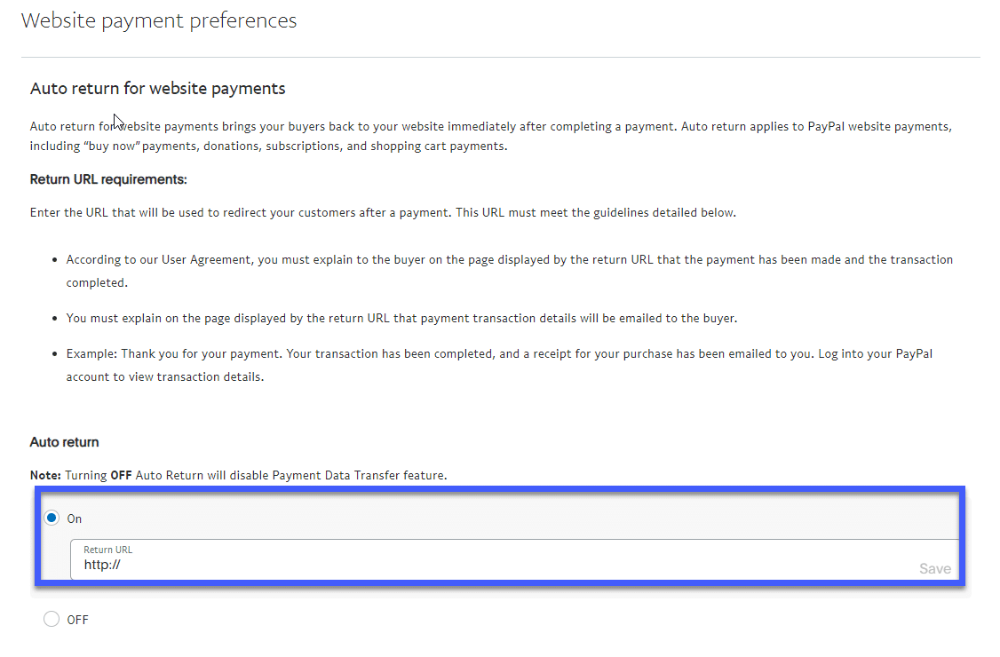 Website payment preferences
Auto return for website payments
Auto return for website payments brings your buyers back to your website immediately after completing a payment. Auto return applies to PayPal website payments,
including “buy now” payments, donations, subscriptions, and shopping cart payments.
Return URL requirements:
Enter the URL that will be used to redirect your customers after a payment. This URL must meet the guidelines detailed below.
• According to our User Agreement, you must explain to the buyer on the page displayed by the return URL that the payment has been made and the transaction
completed.
• You must explain on the page displayed by the return URL that payment transaction details will be emailed to the buyer.
• Example: Thank you for your payment. Your transaction has been completed, and a receipt for your purchase has been emailed to you. Log into your PayPal
account to view transaction details.
Auto return
Note: Turning OFF Auto Return will disable Payment Data Transfer feature.
On
Return URL
http://
Save
OFF